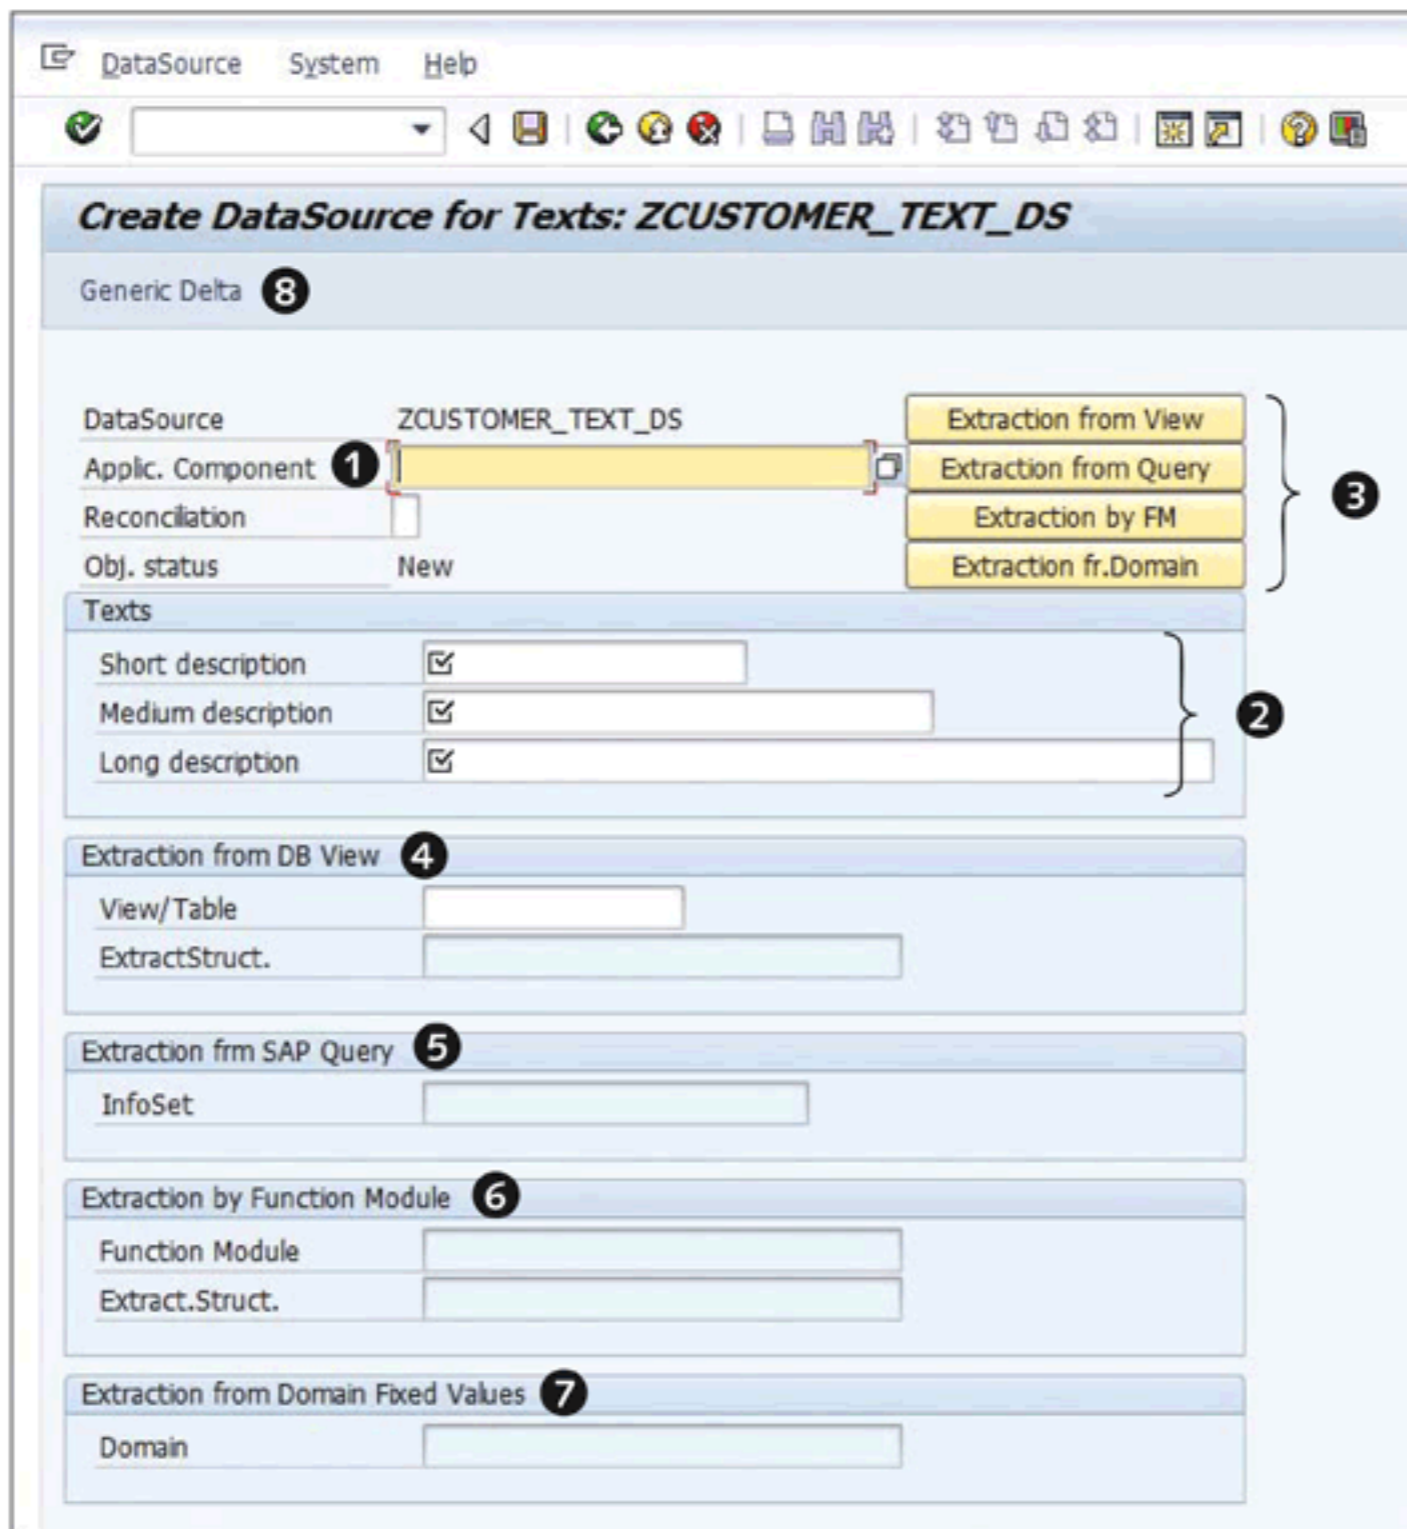 DataSource System Help
Create DataSource for Texts: ZCUSTOMER_TEXT_DS
Generic Delta 8
DataSource ZCUSTOMER_TEXT_DS Extraction from View
Applic. Component 1 Extraction from Query
3
Reconciliation Extraction by FM
Obj. status New Extraction fr.Domain
Texts
Short description
Medium description 2
Long description
Extraction from DB View 4
View/Table
ExtractStruct.
Extraction frm SAP Query 5
InfoSet
Extraction by Function Module 6
Function Module
Extract.Struct.
Extraction from Domain Fixed Values 7
Domain